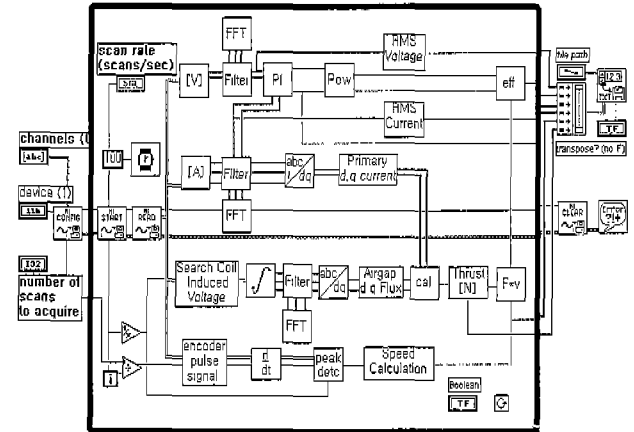 scan rate
(scans/sec)
FFT
RMS
Voltage
file path
[V]
Filter
PI
Pow
eff
RMS
Current
TF
transpose? (no F)
channels (0
[abc]
[A]
Filter
abc
dq
Primary
d,q current
device (1)
FFT
CONFIG
START
READ
CLEAR
I32
number of
scans
to acquire
Search Coil
Induced
Voltage
∫
Filter
abc
dq
Airgap
d q Flux
cal
Thrust
[N]
F*v
FFT
encoder
pulse
signal
d
dt
peak
detc
Speed
Calculation
i
Boolean
TF